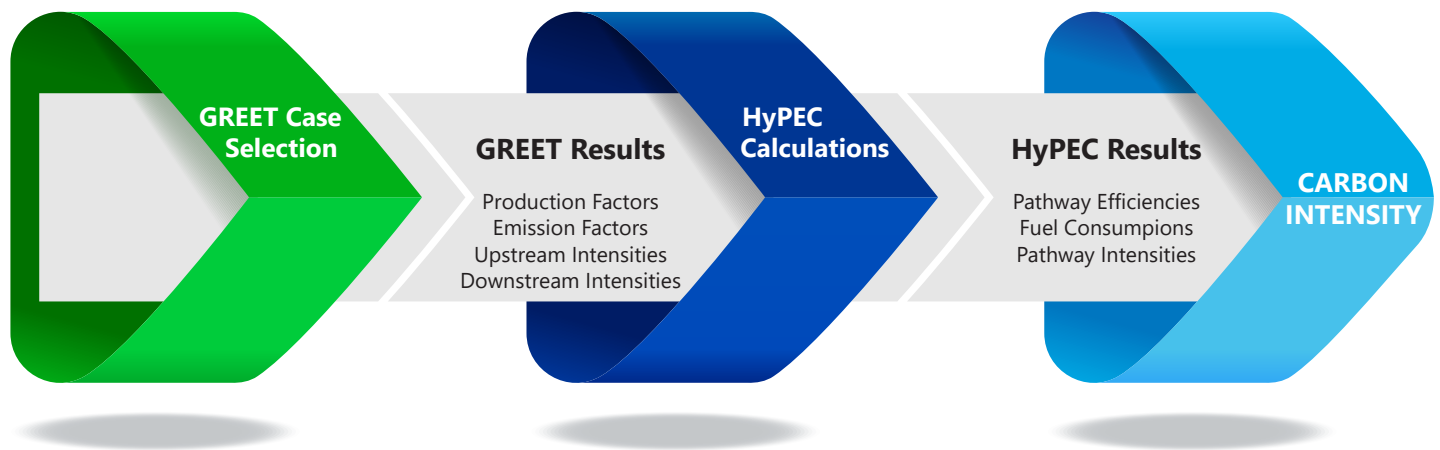 GREET Case
Selection
GREET Results
Production Factors
Emission Factors
Upstream Intensities
Downstream Intensities
HyPEC
Calculations
HyPEC Results
Pathway Efficiencies
Fuel Consumpions
Pathway Intensities
CARBON
INTENSITY